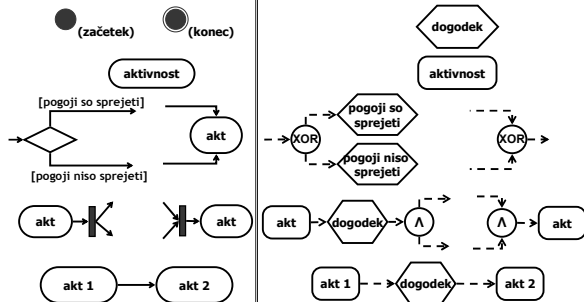 (začetek)
(konec)
aktivnost
[pogoji so sprejeti]
akt
[pogoji niso sprejeti]
akt
akt
akt 1
akt 2
dogodek
aktivnost
XOR
pogoji so
sprejeti
pogoji niso
sprejeti
XOR
akt
dogodek
Λ
Λ
akt
akt 1
dogodek
akt 2